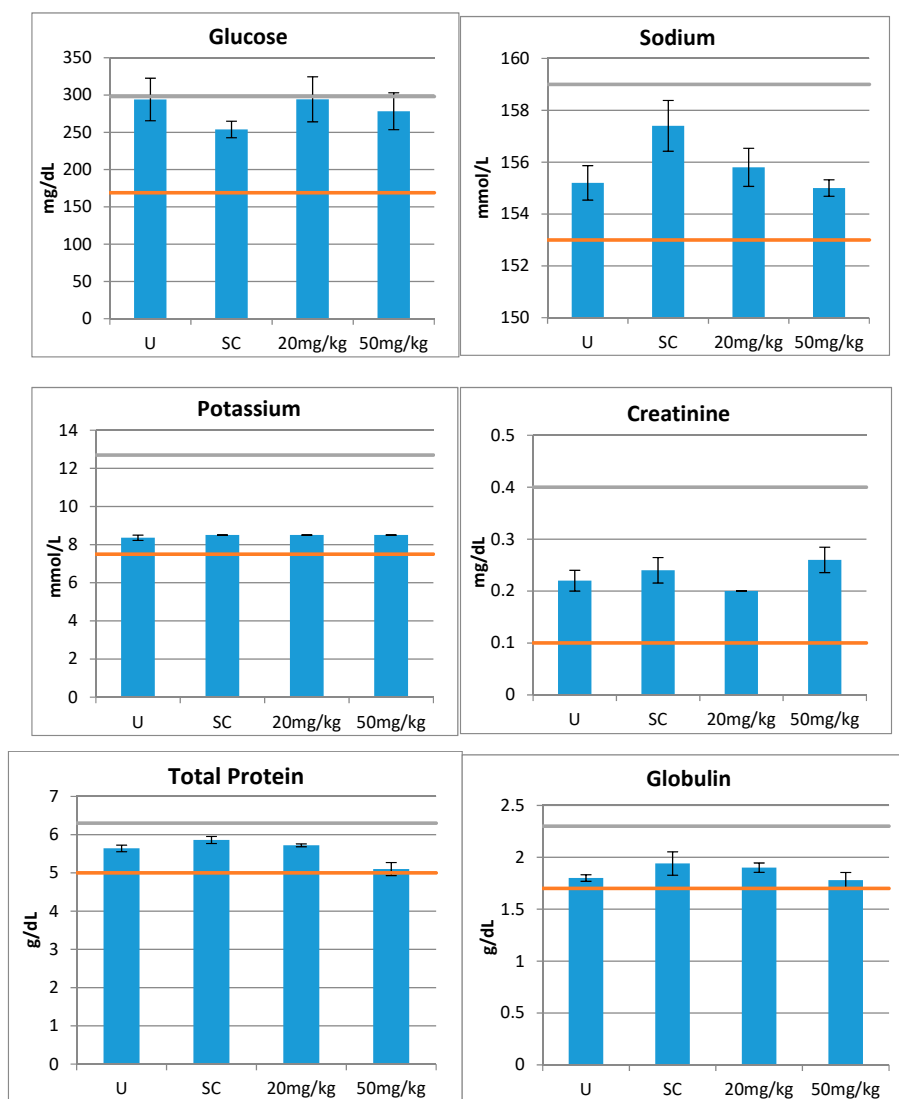 Glucose
350
300
250
200
150
100
50
0
mg/dL
U SC 20mg/kg 50mg/kg
Sodium
160
158
156
154
152
150
mmol/L
U SC 20mg/kg 50mg/kg
Potassium
14
12
10
8
6
4
2
0
mmol/L
U SC 20mg/kg 50mg/kg
Creatinine
0.5
0.4
0.3
0.2
0.1
0
mg/dL
U SC 20mg/kg 50mg/kg
Total Protein
7
6
5
4
3
2
1
0
g/dL
U SC 20mg/kg 50mg/kg
Globulin
2.5
2
1.5
1
0.5
0
g/dL
U SC 20mg/kg 50mg/kg